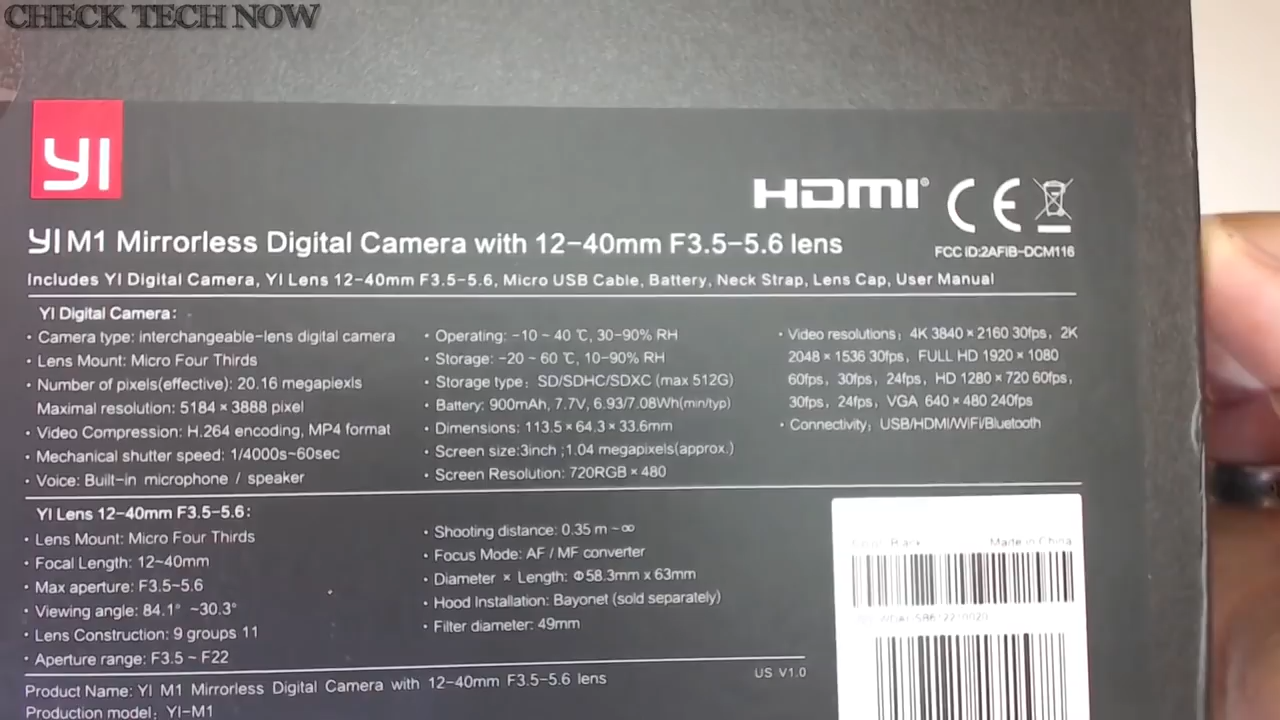 CHECK TECH NOW
YI
HDMI®
CE
FCC ID:2AFIB-DCM116
YI M1 Mirrorless Digital Camera with 12-40mm F3.5-5.6 lens
Includes YI Digital Camera, YI Lens 12-40mm F3.5-5.6, Micro USB Cable, Battery, Neck Strap, Lens Cap, User Manual
YI Digital Camera:
· Camera type: interchangeable-lens digital camera
· Lens Mount: Micro Four Thirds
· Number of pixels(effective): 20.16 megapiexls
Maximal resolution: 5184 × 3888 pixel
· Video Compression: H.264 encoding, MP4 format
· Mechanical shutter speed: 1/4000s~60sec
· Voice: Built-in microphone / speaker
· Operating: -10 ~ 40 ℃, 30-90% RH
· Storage: -20 ~ 60 ℃, 10-90% RH
· Storage type: SD/SDHC/SDXC (max 512G)
· Battery: 900mAh, 7.7V, 6.93/7.08Wh(min/typ)
· Dimensions: 113.5 × 64.3 × 33.6mm
· Screen size:3inch ;1.04 megapixels(approx.)
· Screen Resolution: 720RGB × 480
· Video resolutions: 4K 3840 × 2160 30fps, 2K
2048 × 1536 30fps, FULL HD 1920 × 1080
60fps, 30fps, 24fps, HD 1280 × 720 60fps,
30fps, 24fps, VGA 640 × 480 240fps
· Connectivity: USB/HDMI/WiFi/Bluetooth
YI Lens 12-40mm F3.5-5.6:
· Lens Mount: Micro Four Thirds
· Focal Length: 12~40mm
· Max aperture: F3.5~5.6
· Viewing angle: 84.1° ~30.3°
· Lens Construction: 9 groups 11
· Aperture range: F3.5 ~ F22
· Shooting distance: 0.35 m ~∞
· Focus Mode: AF / MF converter
· Diameter × Length: Φ58.3mm x 63mm
· Hood Installation: Bayonet (sold separately)
· Filter diameter: 49mm
Black Made in China
US V1.0
Product Name: YI M1 Mirrorless Digital Camera with 12-40mm F3.5-5.6 lens
Production model: YI-M1